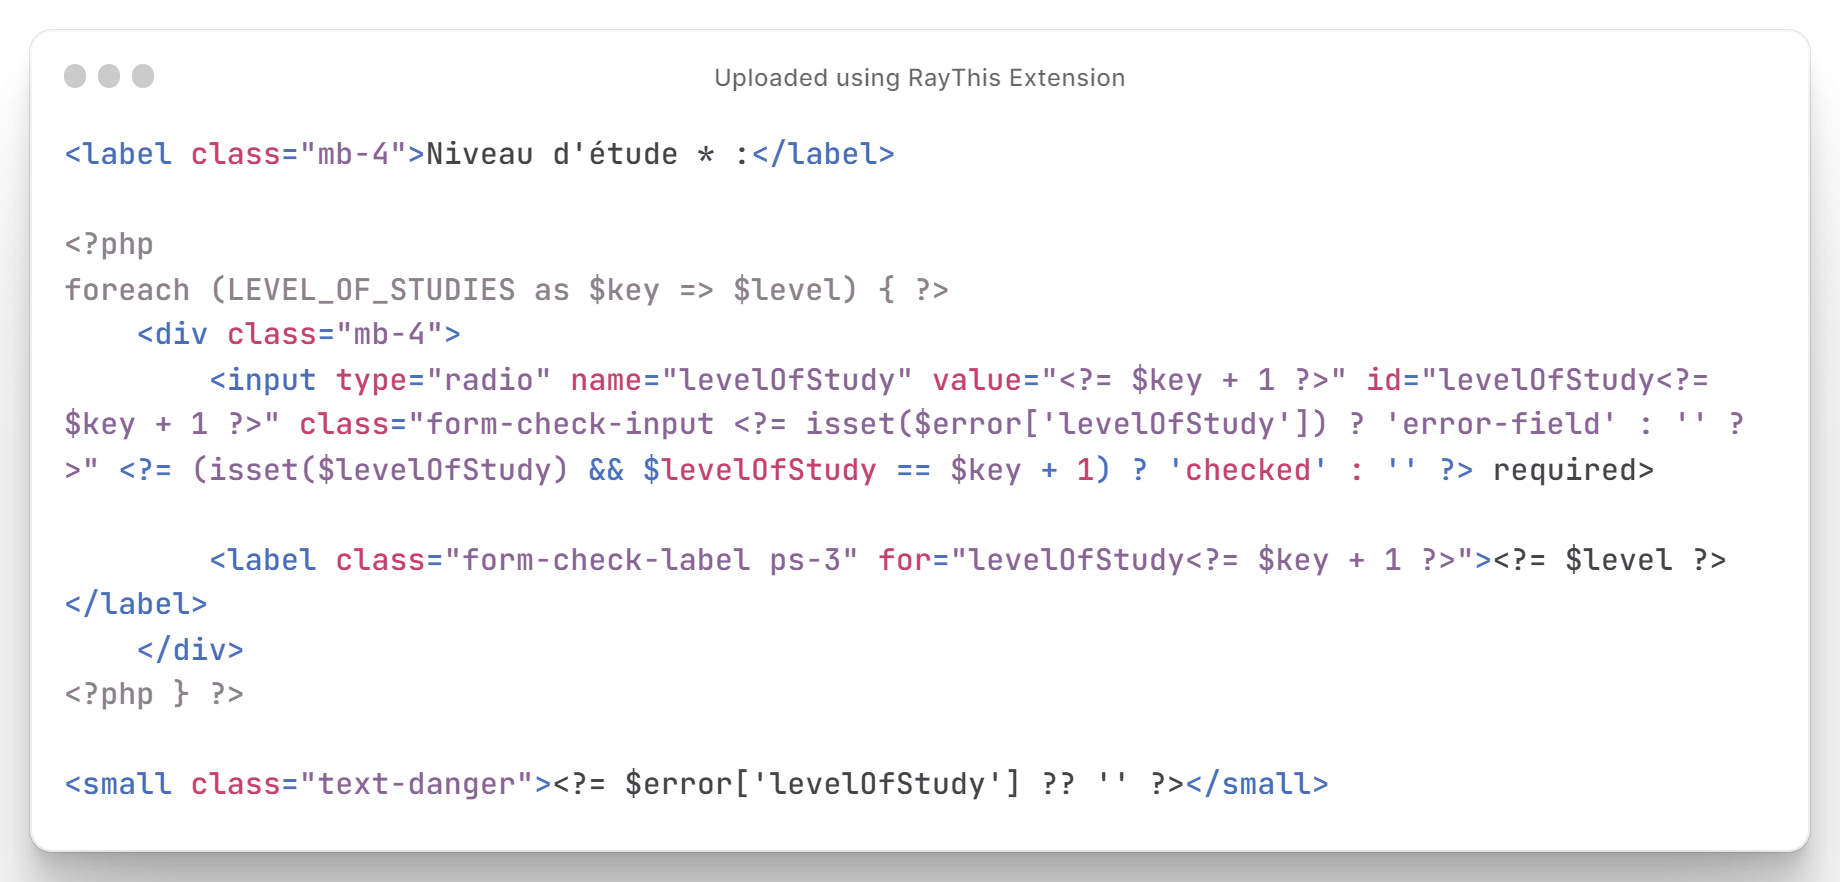 Uploaded using RayThis Extension
<label class="mb-4">Niveau d'étude * :</label>
<?php
foreach (LEVEL_OF_STUDIES as $key => $level) { ?>
    <div class="mb-4">
        <input type="radio" name="levelOfStudy" value="<?= $key + 1 ?>" id="levelOfStudy<?=
$key + 1 ?>" class="form-check-input <?= isset($error['levelOfStudy']) ? 'error-field' : '' ?
>" <?= (isset($levelOfStudy) && $levelOfStudy == $key + 1) ? 'checked' : '' ?> required>
        <label class="form-check-label ps-3" for="levelOfStudy<?= $key + 1 ?>"><?= $level ?>
</label>
    </div>
<?php } ?>
<small class="text-danger"><?= $error['levelOfStudy'] ?? '' ?></small>